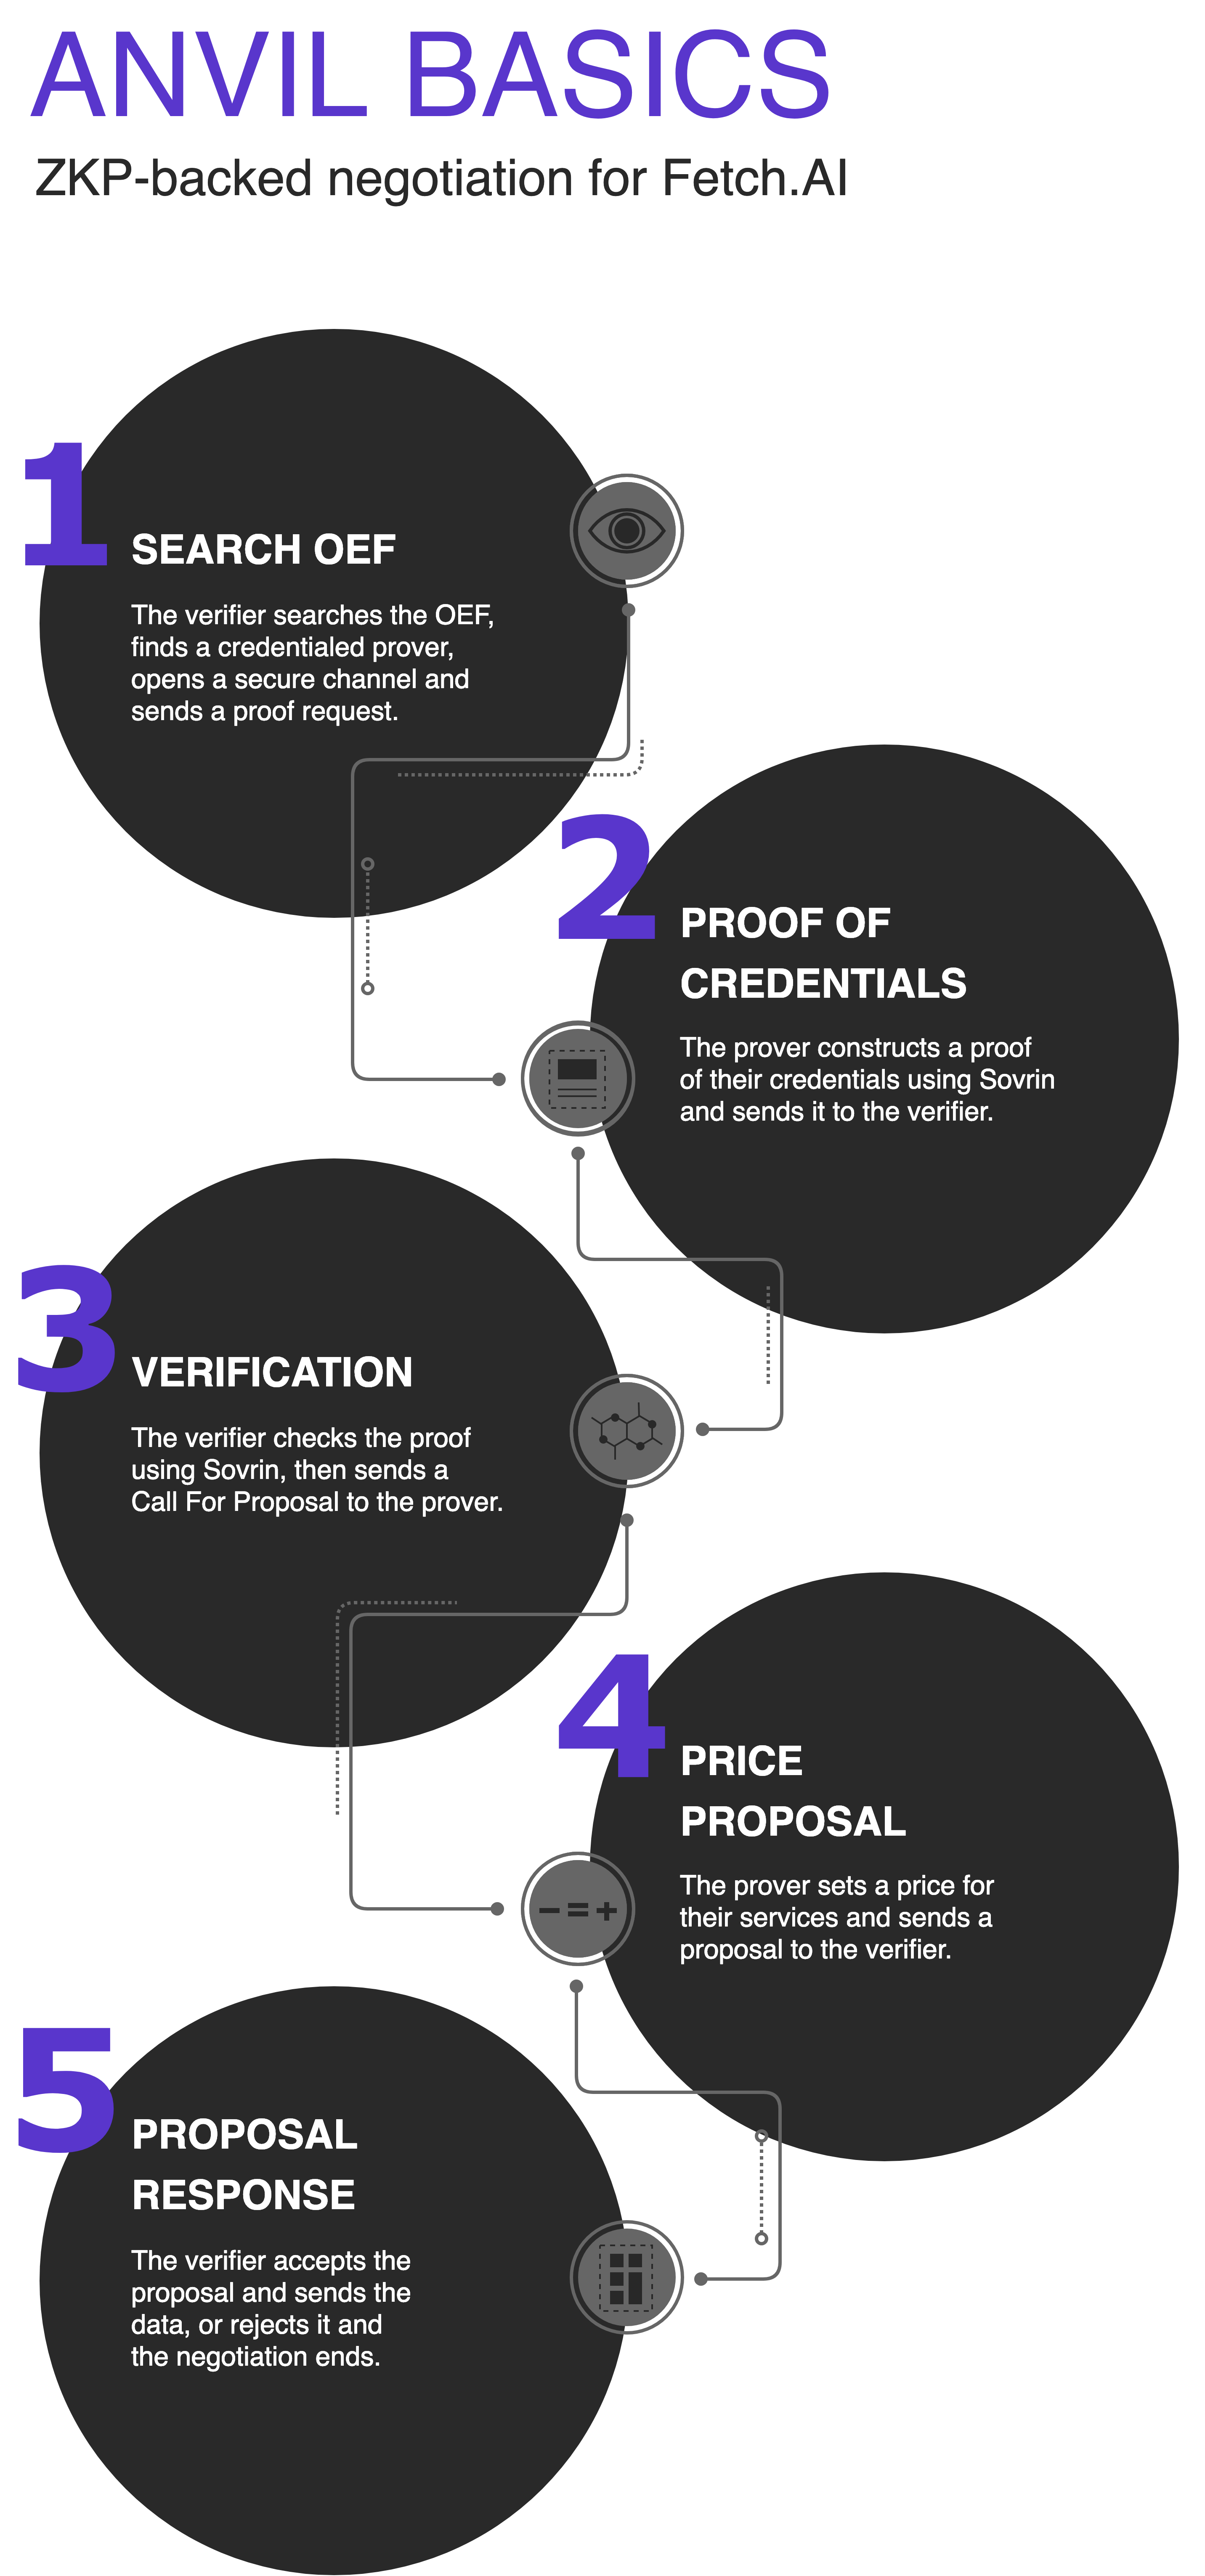 ANVIL BASICS
ZKP-backed negotiation for Fetch.AI
1
SEARCH OEF
The verifier searches the OEF,
finds a credentialed prover,
opens a secure channel and
sends a proof request.
2
PROOF OF
CREDENTIALS
The prover constructs a proof
of their credentials using Sovrin
and sends it to the verifier.
3
VERIFICATION
The verifier checks the proof
using Sovrin, then sends a
Call For Proposal to the prover.
4
PRICE
PROPOSAL
The prover sets a price for
their services and sends a
proposal to the verifier.
5
PROPOSAL
RESPONSE
The verifier accepts the
proposal and sends the
data, or rejects it and
the negotiation ends.